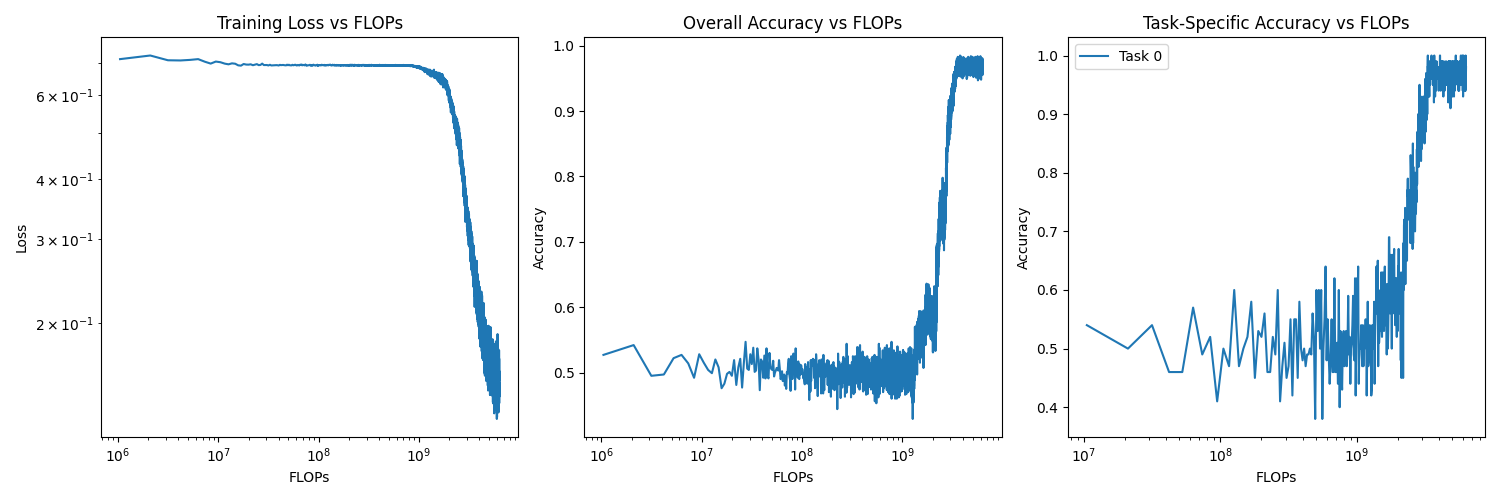 Training Loss vs FLOPs
6 × 10⁻¹
4 × 10⁻¹
3 × 10⁻¹
2 × 10⁻¹
Loss
10⁶ 10⁷ 10⁸ 10⁹
FLOPs
Overall Accuracy vs FLOPs
1.0
0.9
0.8
0.7
0.6
0.5
Accuracy
10⁶ 10⁷ 10⁸ 10⁹
FLOPs
Task-Specific Accuracy vs FLOPs
Task 0
1.0
0.9
0.8
0.7
0.6
0.5
0.4
Accuracy
10⁷ 10⁸ 10⁹
FLOPs